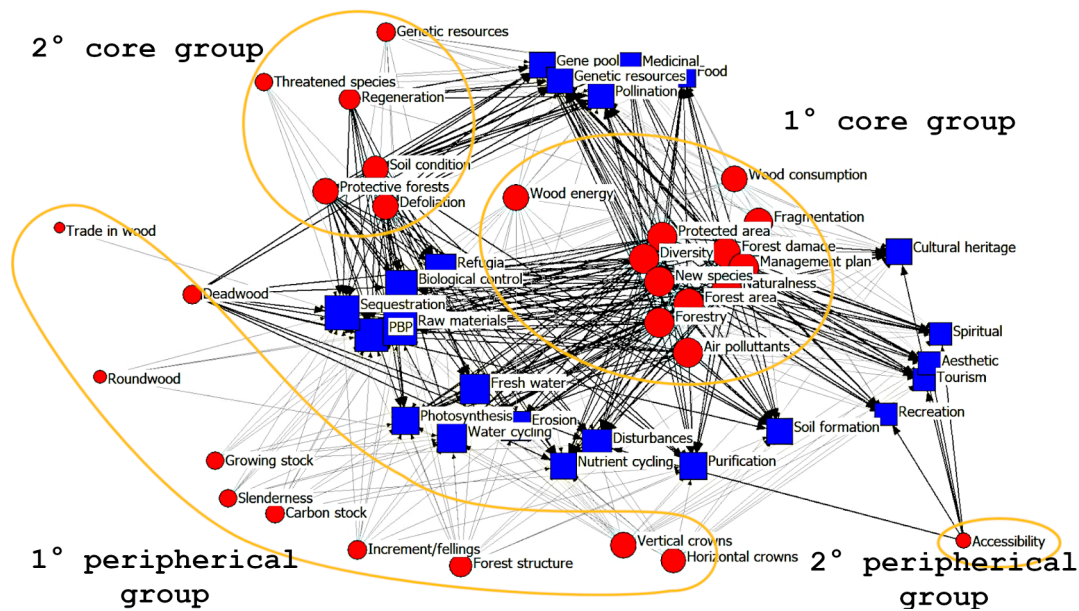 2° core group
Genetic resources
Threatened species
Regeneration
Soil condition
Protective forests
Defoliation
Gene pool
Medicinal
Food
Genetic resources
Pollination
1° core group
Wood consumption
Wood energy
Fragmentation
Protected area
Forest damage
Diversity
Management plan
New species
Naturalness
Forest area
Forestry
Air pollutants
Cultural heritage
Trade in wood
Deadwood
Roundwood
Refugia
Biological control
Sequestration
Raw materials
PBP
Spiritual
Aesthetic
Tourism
Recreation
Fresh water
Photosynthesis
Erosion
Water cycling
Disturbances
Soil formation
Nutrient cycling
Purification
Growing stock
Slenderness
Carbon stock
Increment/fellings
Forest structure
Vertical crowns
Horizontal crowns
Accessibility
1° peripherical
group
2° peripherical
group